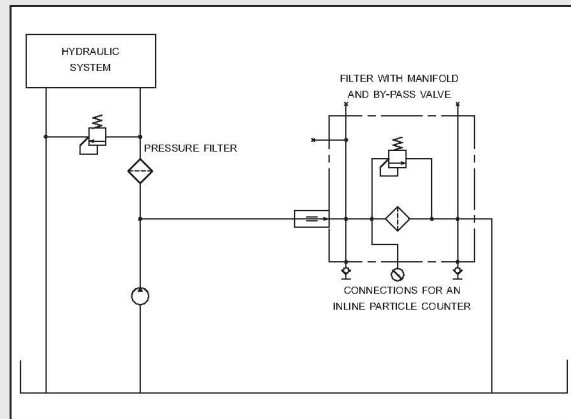 HYDRAULIC
SYSTEM
FILTER WITH MANIFOLD
AND BY-PASS VALVE
PRESSURE FILTER
CONNECTIONS FOR AN
INLINE PARTICLE COUNTER